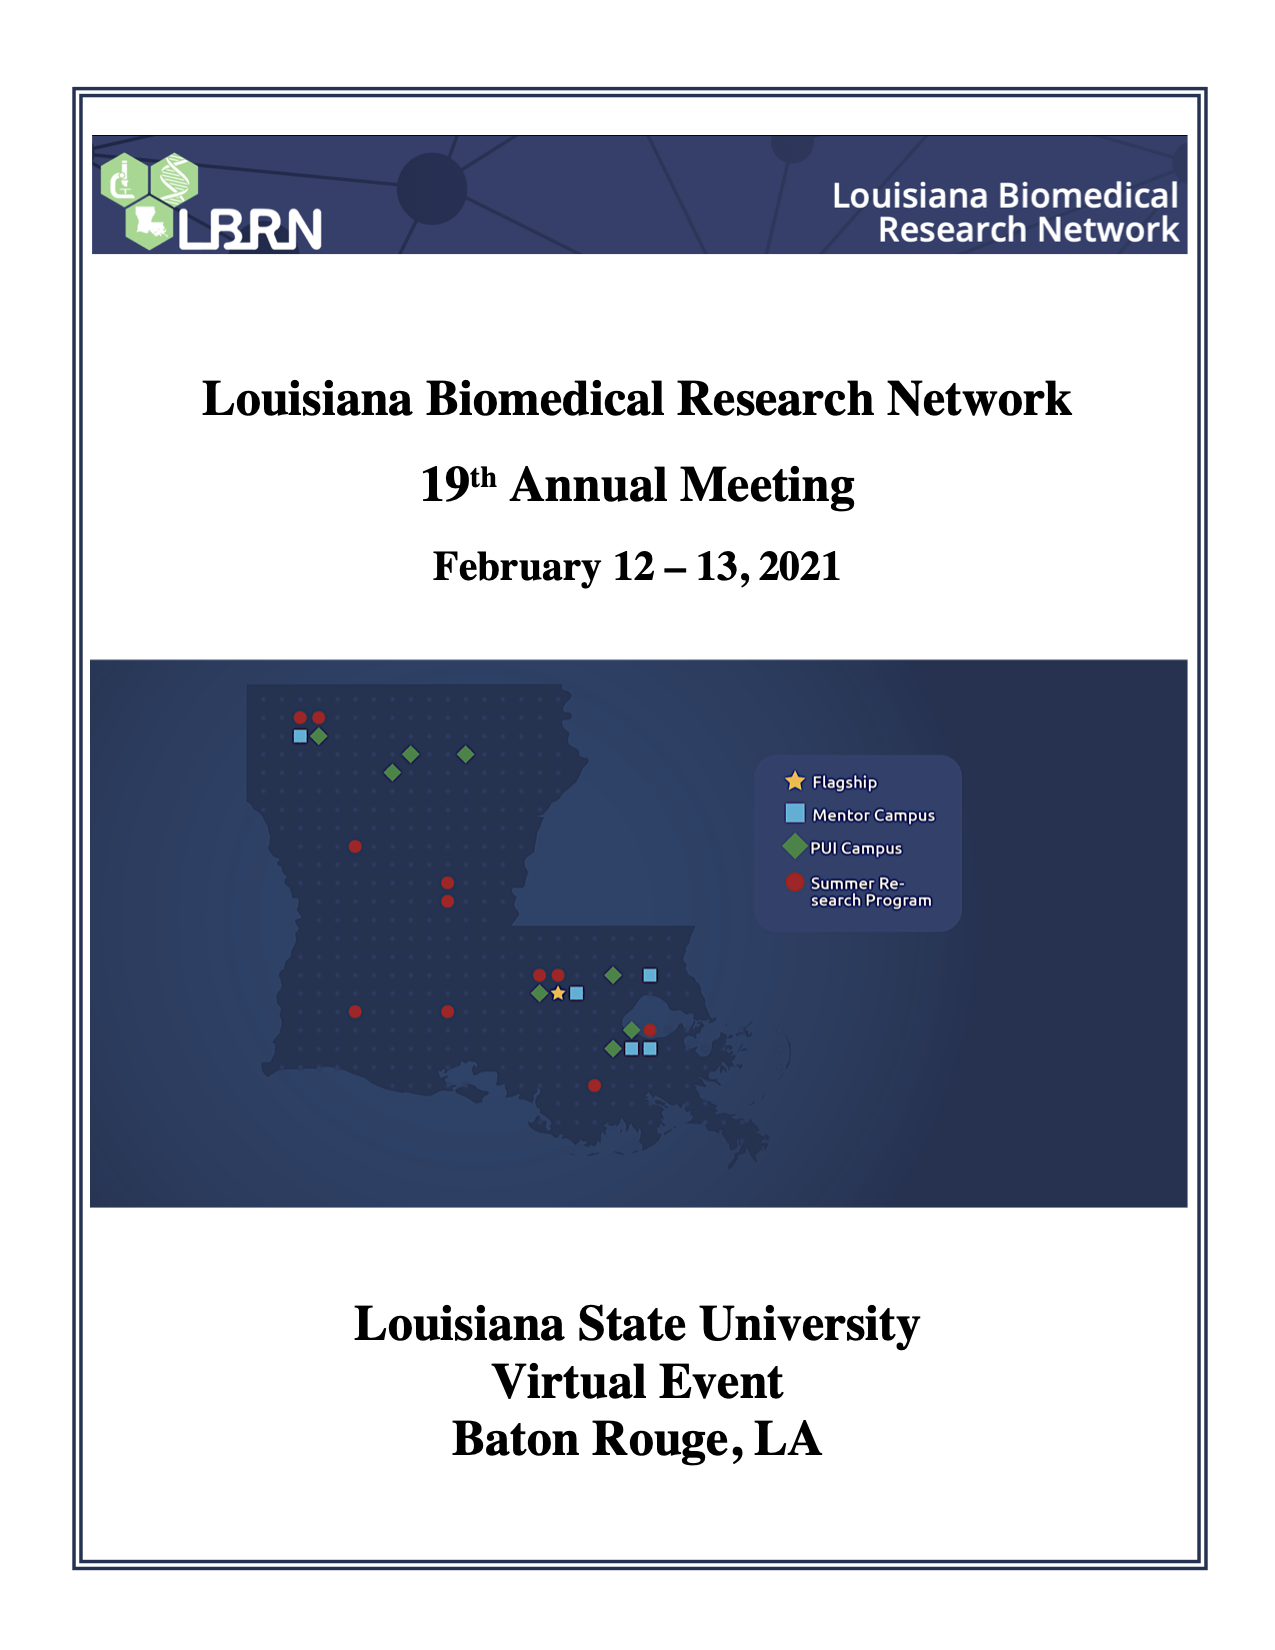 LBRN
Louisiana Biomedical
Research Network
Louisiana Biomedical Research Network
19th Annual Meeting
February 12 – 13, 2021
Flagship
Mentor Campus
PUI Campus
Summer Re-
search Program
Louisiana State University
Virtual Event
Baton Rouge, LA